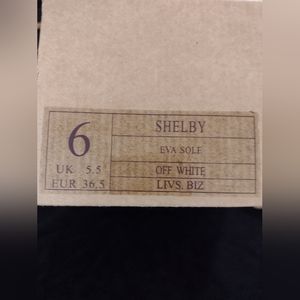 6
UK 5.5
EUR 36.5
SHELBY
EVA SOLE
OFF WHITE
LIVS. BIZ